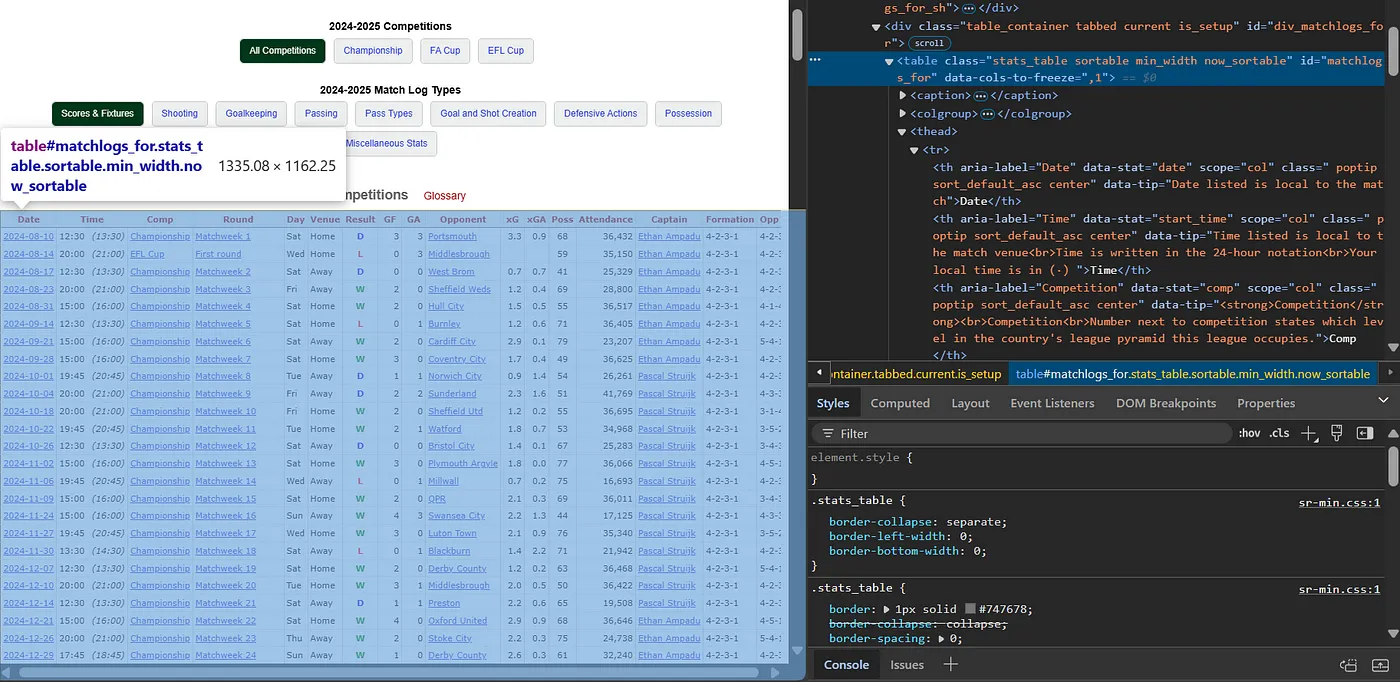 2024-2025 Competitions
All Competitions Championship FA Cup EFL Cup
2024-2025 Match Log Types
Scores & Fixtures Shooting Goalkeeping Passing Pass Types Goal and Shot Creation Defensive Actions Possession
Miscellaneous Stats
table#matchlogs_for.stats_t
able.sortable.min_width.no
w_sortable
1335.08 × 1162.25
mpetitions Glossary
Date Time Comp Round Day Venue Result GF GA Opponent xG xGA Poss Attendance Captain Formation Opp
2024-08-10 12:30 (13:30) Championship Matchweek 1 Sat Home D 3 3 Portsmouth 3.3 0.9 68 36,432 Ethan Ampadu 4-2-3-1 4-2-3
2024-08-14 20:00 (21:00) EFL Cup First round Wed Home L 0 3 Middlesbrough 59 35,150 Ethan Ampadu 4-2-3-1 4-2-3
2024-08-17 12:30 (13:30) Championship Matchweek 2 Sat Away D 0 0 West Brom 0.7 0.7 41 25,329 Ethan Ampadu 4-2-3-1 4-2-3
2024-08-23 20:00 (21:00) Championship Matchweek 3 Fri Away W 2 0 Sheffield Weds 1.2 0.4 69 28,800 Ethan Ampadu 4-2-3-1 4-2-3
2024-08-31 15:00 (16:00) Championship Matchweek 4 Sat Home W 2 0 Hull City 1.5 0.5 55 36,517 Ethan Ampadu 4-2-3-1 4-1-4
2024-09-14 12:30 (13:30) Championship Matchweek 5 Sat Home L 0 1 Burnley 1.2 0.6 71 36,405 Ethan Ampadu 4-2-3-1 4-2-3
2024-09-21 15:00 (16:00) Championship Matchweek 6 Sat Away W 2 0 Cardiff City 2.9 0.1 79 23,207 Ethan Ampadu 4-2-3-1 5-4-1
2024-09-28 15:00 (16:00) Championship Matchweek 7 Sat Home W 3 0 Coventry City 1.7 0.4 49 36,625 Ethan Ampadu 4-2-3-1 4-2-3
2024-10-01 19:45 (20:45) Championship Matchweek 8 Tue Away D 1 1 Norwich City 0.9 1.4 54 26,261 Pascal Struijk 4-2-3-1 4-2-3
2024-10-04 20:00 (21:00) Championship Matchweek 9 Fri Away D 2 2 Sunderland 2.3 1.6 51 41,769 Pascal Struijk 4-2-3-1 4-3-3
2024-10-18 20:00 (21:00) Championship Matchweek 10 Fri Home W 2 0 Sheffield Utd 1.2 0.2 55 36,695 Pascal Struijk 4-2-3-1 3-1-4
2024-10-22 19:45 (20:45) Championship Matchweek 11 Tue Home W 2 1 Watford 1.8 0.7 53 34,968 Pascal Struijk 4-2-3-1 3-5-2
2024-10-26 12:30 (13:30) Championship Matchweek 12 Sat Away D 0 0 Bristol City 1.4 0.1 67 25,283 Pascal Struijk 4-2-3-1 3-4-3
2024-11-02 15:00 (16:00) Championship Matchweek 13 Sat Home W 3 0 Plymouth Argyle 1.8 0.0 77 36,066 Pascal Struijk 4-2-3-1 4-5-1
2024-11-06 19:45 (20:45) Championship Matchweek 14 Wed Away L 0 1 Millwall 0.7 0.2 75 16,693 Pascal Struijk 4-2-3-1 4-2-3
2024-11-09 15:00 (16:00) Championship Matchweek 15 Sat Home W 2 0 QPR 2.1 0.3 69 36,011 Pascal Struijk 4-2-3-1 3-4-3
2024-11-24 15:00 (16:00) Championship Matchweek 16 Sun Away W 4 3 Swansea City 2.2 1.3 44 17,125 Pascal Struijk 4-2-3-1 4-2-3
2024-11-27 19:45 (20:45) Championship Matchweek 17 Wed Home W 3 0 Luton Town 2.1 0.9 76 35,340 Pascal Struijk 4-2-3-1 3-5-2
2024-11-30 12:30 (13:30) Championship Matchweek 18 Sat Away L 0 1 Blackburn 1.4 2.2 71 21,942 Pascal Struijk 4-2-3-1 4-2-3
2024-12-07 12:30 (13:30) Championship Matchweek 19 Sat Home W 2 0 Derby County 1.2 0.2 63 36,468 Pascal Struijk 4-2-3-1 5-4-1
2024-12-10 20:00 (21:00) Championship Matchweek 20 Tue Home W 3 1 Middlesbrough 2.0 0.5 50 36,422 Pascal Struijk 4-2-3-1 4-2-3
2024-12-14 12:30 (13:30) Championship Matchweek 21 Sat Away D 1 1 Preston 2.2 0.6 65 19,508 Pascal Struijk 4-2-3-1 4-2-3
2024-12-21 15:00 (16:00) Championship Matchweek 22 Sat Home W 4 0 Oxford United 2.9 0.9 68 36,646 Pascal Struijk 4-2-3-1 4-5-1
2024-12-26 20:00 (21:00) Championship Matchweek 23 Thu Away W 2 0 Stoke City 2.2 0.3 75 24,738 Ethan Ampadu 4-2-3-1 5-4-1
2024-12-29 17:45 (18:45) Championship Matchweek 24 Sun Away W 1 0 Derby County 2.6 0.3 61 32,240 Ethan Ampadu 4-2-3-1 4-2-3
gs_for_sh"> ⋯ </div>
<div class="table_container tabbed current is_setup" id="div_matchlogs_fo
r"> scroll
<table class="stats_table sortable min_width now_sortable" id="matchlog
s_for" data-cols-to-freeze=",1"> == $0
<caption> ⋯ </caption>
<colgroup> ⋯ </colgroup>
<thead>
<tr>
<th aria-label="Date" data-stat="date" scope="col" class=" poptip
sort_default_asc center" data-tip="Date listed is local to the mat
ch">Date</th>
<th aria-label="Time" data-stat="start_time" scope="col" class=" p
optip sort_default_asc center" data-tip="Time listed is local to t
he match venue<br>Time is written in the 24-hour notation<br>Your
local time is in (·) ">Time</th>
<th aria-label="Competition" data-stat="comp" scope="col" class="
poptip sort_default_asc center" data-tip="<strong>Competition</str
ong><br>Competition<br>Number next to competition states which lev
el in the country's league pyramid this league occupies.">Comp
</th>
ontainer.tabbed.current.is_setup table#matchlogs_for.stats_table.sortable.min_width.now_sortable
Styles Computed Layout Event Listeners DOM Breakpoints Properties
Filter :hov .cls
element.style {
}
.stats_table { sr-min.css:1
border-collapse: separate;
border-left-width: 0;
border-bottom-width: 0;
}
.stats_table { sr-min.css:1
border: 1px solid #747678;
border-collapse: collapse;
border-spacing: 0;
Console Issues